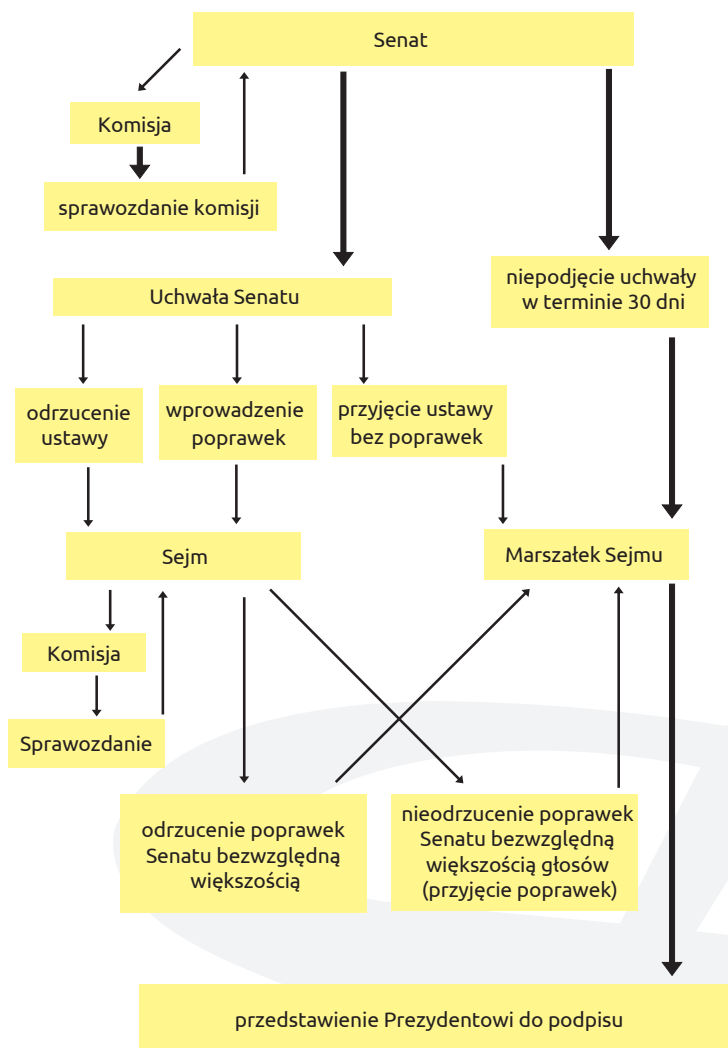 Senat
Komisja
sprawozdanie komisji
Uchwała Senatu
niepodjęcie uchwały
w terminie 30 dni
odrzucenie
ustawy
wprowadzenie
poprawek
przyjęcie ustawy
bez poprawek
Sejm
Marszałek Sejmu
Komisja
Sprawozdanie
odrzucenie poprawek
Senatu bezwzględną
większością
nieodrzucenie poprawek
Senatu bezwzględną
większością głosów
(przyjęcie poprawek)
przedstawienie Prezydentowi do podpisu